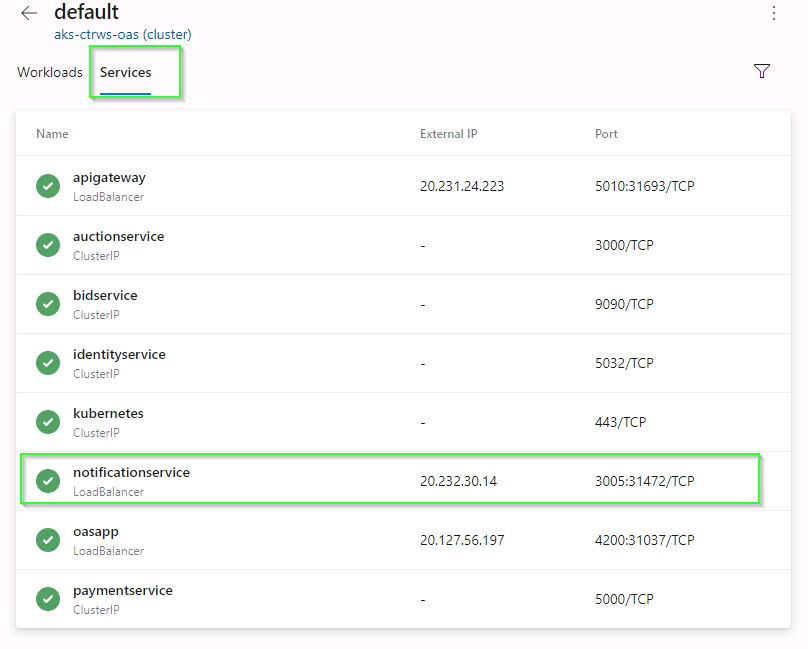 default
aks-ctrws-oas (cluster)
Workloads Services
Name External IP Port
apigateway
LoadBalancer
20.231.24.223 5010:31693/TCP
auctionservice
ClusterIP
- 3000/TCP
bidservice
ClusterIP
- 9090/TCP
identityservice
ClusterIP
- 5032/TCP
kubernetes
ClusterIP
- 443/TCP
notificationservice
LoadBalancer
20.232.30.14 3005:31472/TCP
oasapp
LoadBalancer
20.127.56.197 4200:31037/TCP
paymentservice
ClusterIP
- 5000/TCP